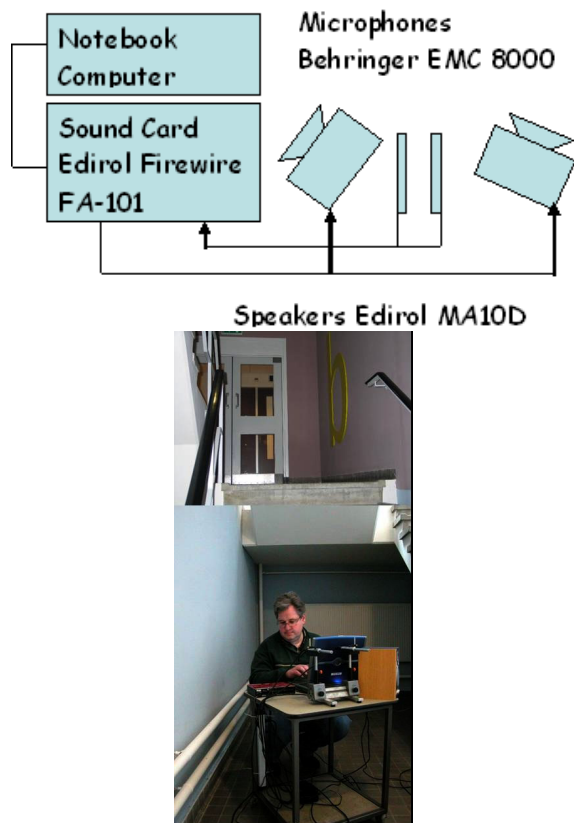 Notebook
Computer
Microphones
Behringer EMC 8000
Sound Card
Edirol Firewire
FA-101
Speakers Edirol MA10D
b